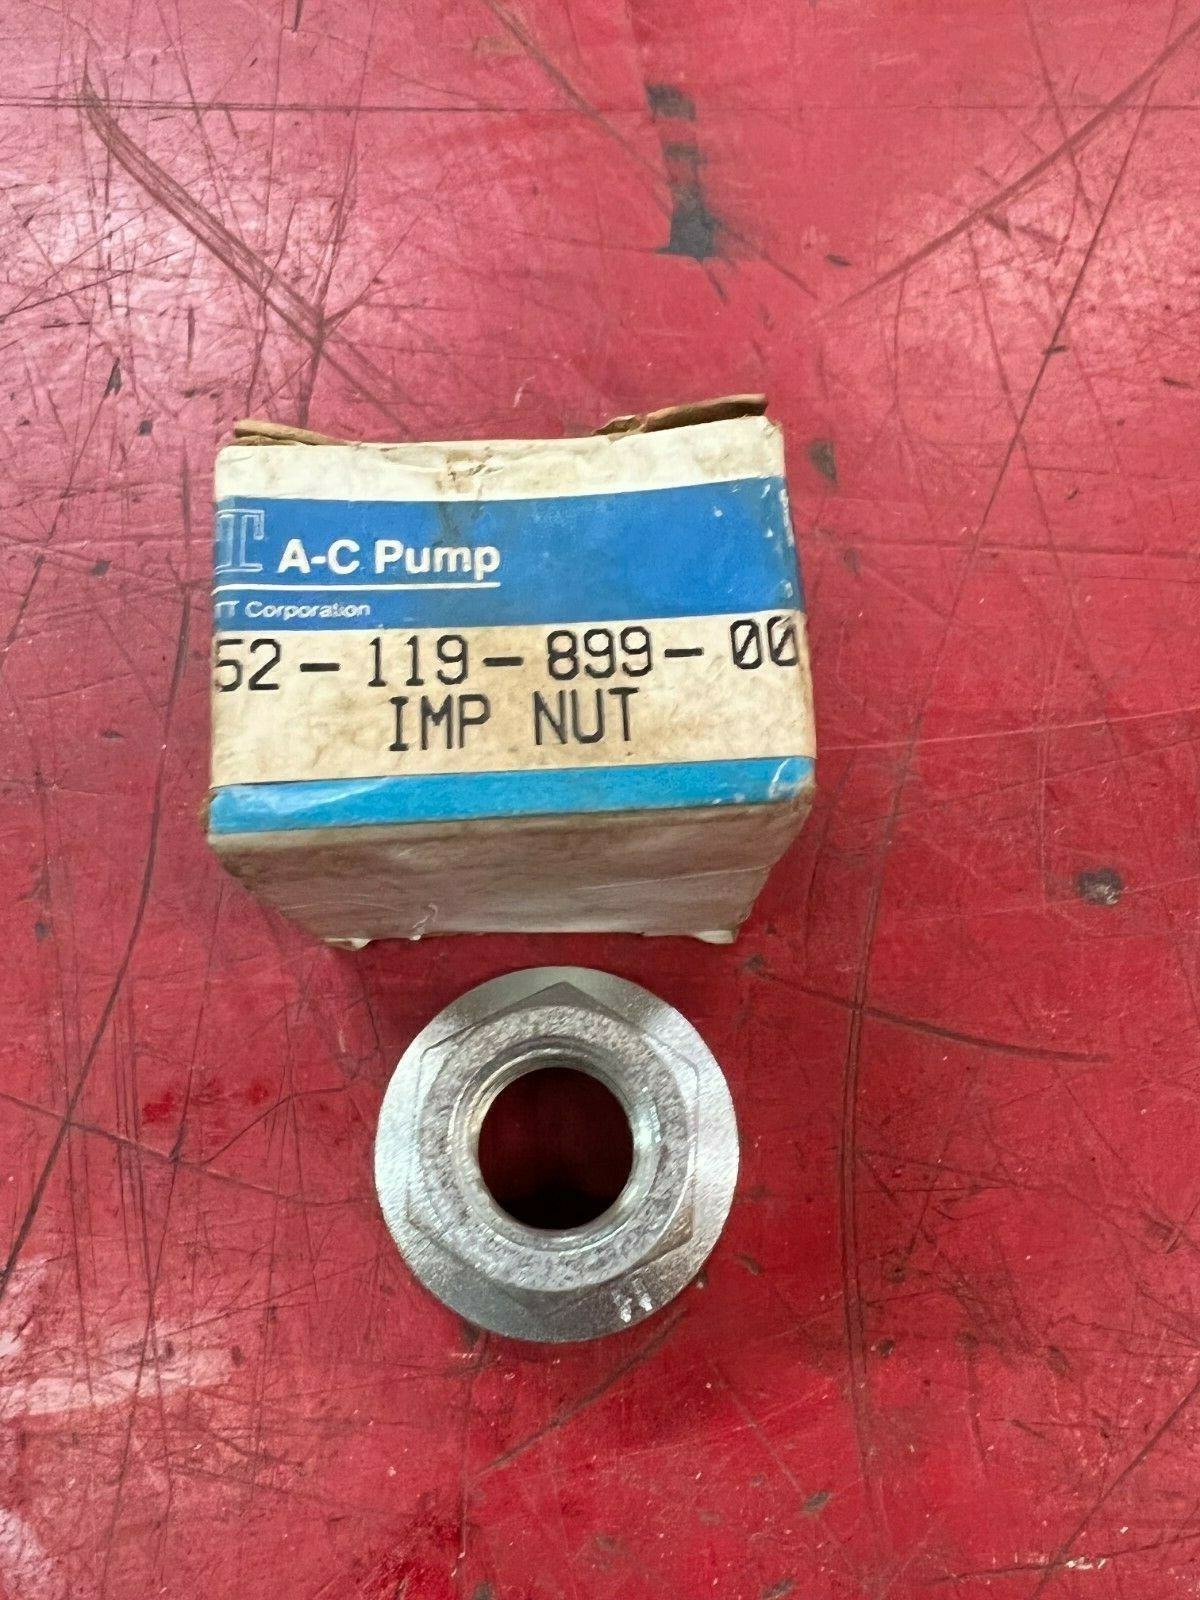 A-C Pump
TT Corporation
52-119-899-00
IMP NUT